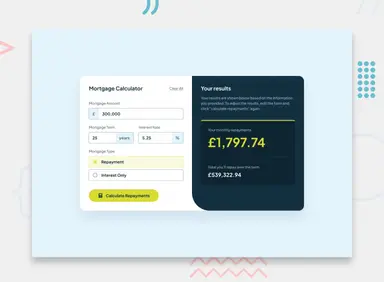 Mortgage Calculator
Clear All
Mortgage Amount
£ 300,000
Mortgage Term
Interest Rate
25 years
5.25 %
Mortgage Type
Repayment
Interest Only
Calculate Repayments
Your results
Your results are shown below based on the information
you provided. To adjust the results, edit the form and
click "calculate repayments" again.
Your monthly repayments
£1,797.74
Total you'll repay over the term
£539,322.94